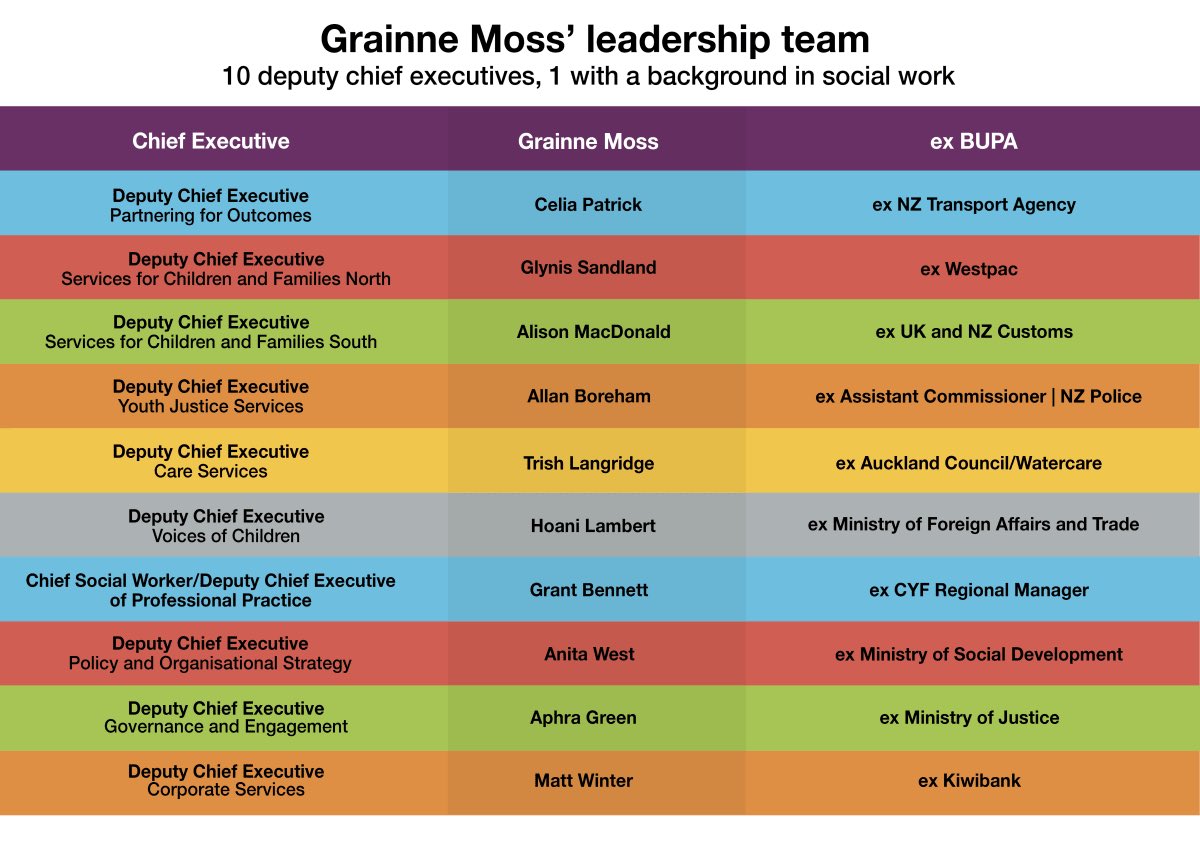 Grainne Moss’ leadership team
10 deputy chief executives, 1 with a background in social work
Chief Executive
Grainne Moss
ex BUPA
Deputy Chief Executive
Partnering for Outcomes
Celia Patrick
ex NZ Transport Agency
Deputy Chief Executive
Services for Children and Families North
Glynis Sandland
ex Westpac
Deputy Chief Executive
Services for Children and Families South
Alison MacDonald
ex UK and NZ Customs
Deputy Chief Executive
Youth Justice Services
Allan Boreham
ex Assistant Commissioner | NZ Police
Deputy Chief Executive
Care Services
Trish Langridge
ex Auckland Council/Watercare
Deputy Chief Executive
Voices of Children
Hoani Lambert
ex Ministry of Foreign Affairs and Trade
Chief Social Worker/Deputy Chief Executive
of Professional Practice
Grant Bennett
ex CYF Regional Manager
Deputy Chief Executive
Policy and Organisational Strategy
Anita West
ex Ministry of Social Development
Deputy Chief Executive
Governance and Engagement
Aphra Green
ex Ministry of Justice
Deputy Chief Executive
Corporate Services
Matt Winter
ex Kiwibank